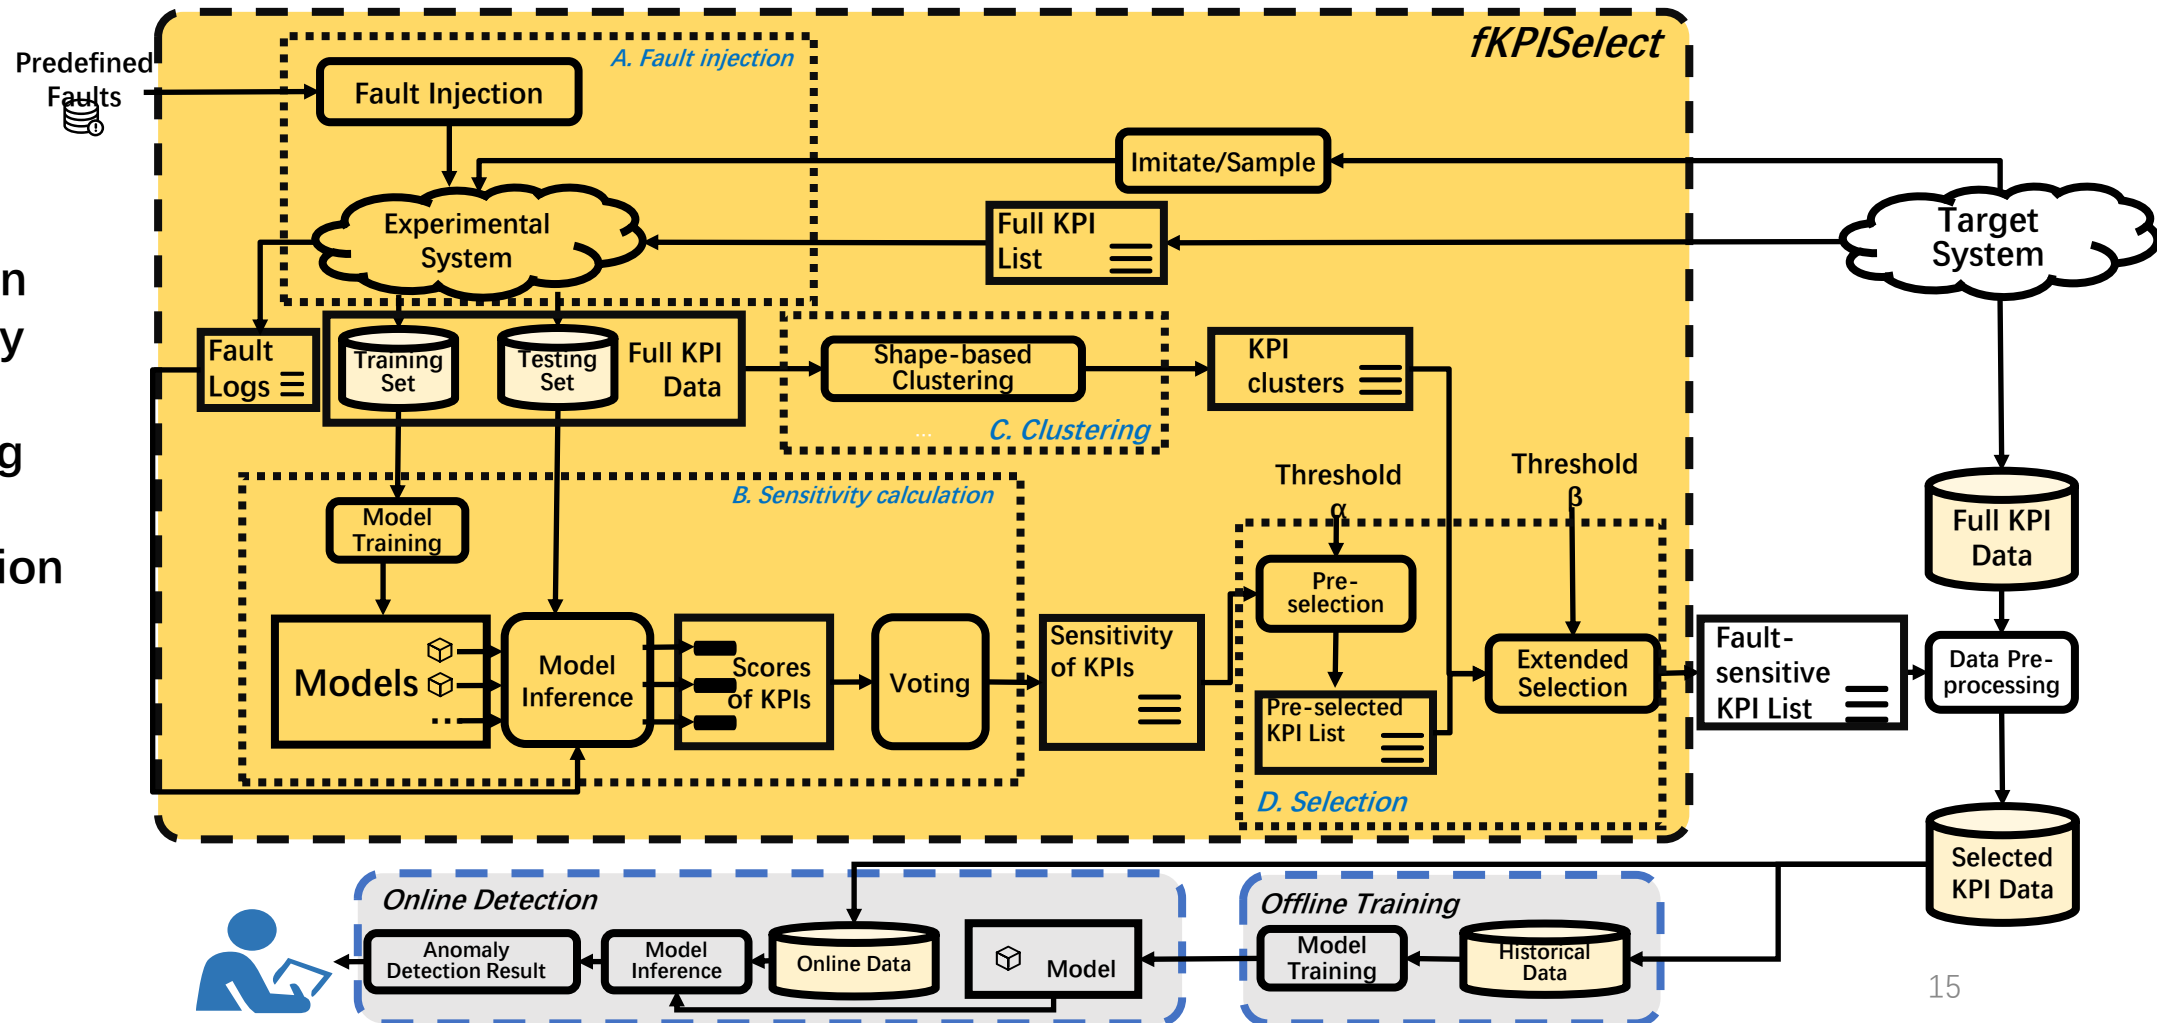 fKPISelect
Predefined
Faults
A. Fault injection
Fault Injection
Imitate/Sample
Experimental
System
Full KPI
List
Target
System
n
y
g
ion
Fault
Logs
Training
Set
Testing
Set
Full KPI
Data
Shape-based
Clustering
...
C. Clustering
KPI
clusters
B. Sensitivity calculation
Threshold
α
Threshold
β
Full KPI
Data
Model
Training
Models
...
Model
Inference
Scores
of KPIs
Voting
Sensitivity
of KPIs
Pre-
selection
Pre-selected
KPI List
Extended
Selection
D. Selection
Fault-
sensitive
KPI List
Data Pre-
processing
Selected
KPI Data
Online Detection
Anomaly
Detection Result
Model
Inference
Online Data
Model
Offline Training
Model
Training
Historical
Data
15